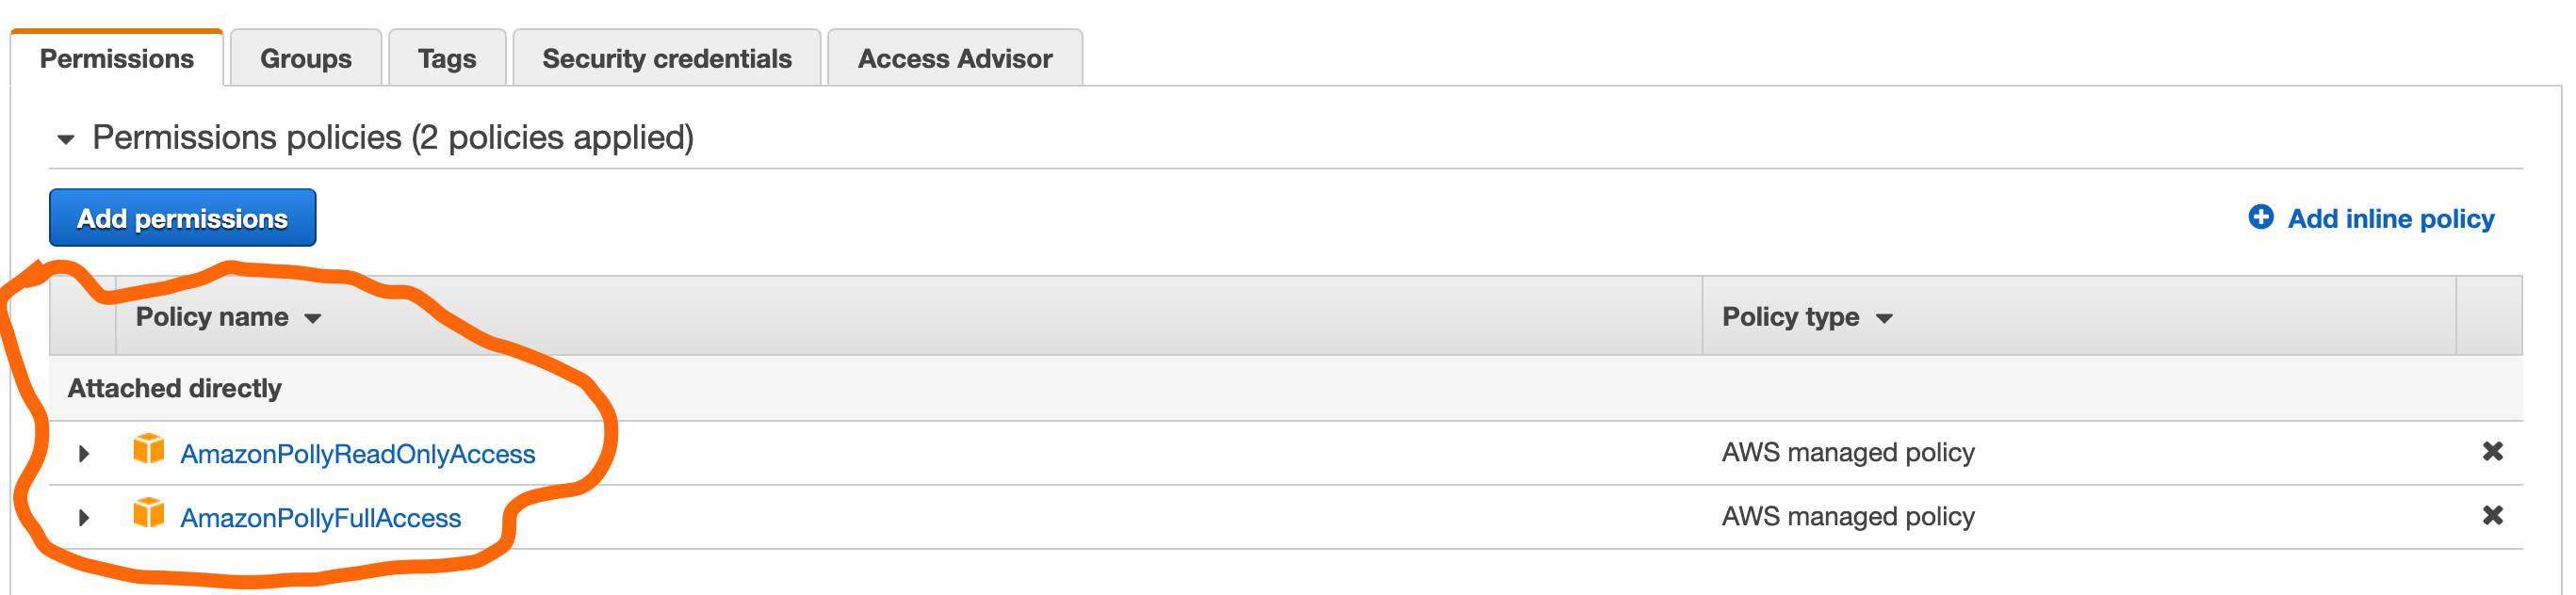 Permissions Groups Tags Security credentials Access Advisor
Permissions policies (2 policies applied)
Add permissions Add inline policy
Policy name Policy type
Attached directly
AmazonPollyReadOnlyAccess AWS managed policy
AmazonPollyFullAccess AWS managed policy